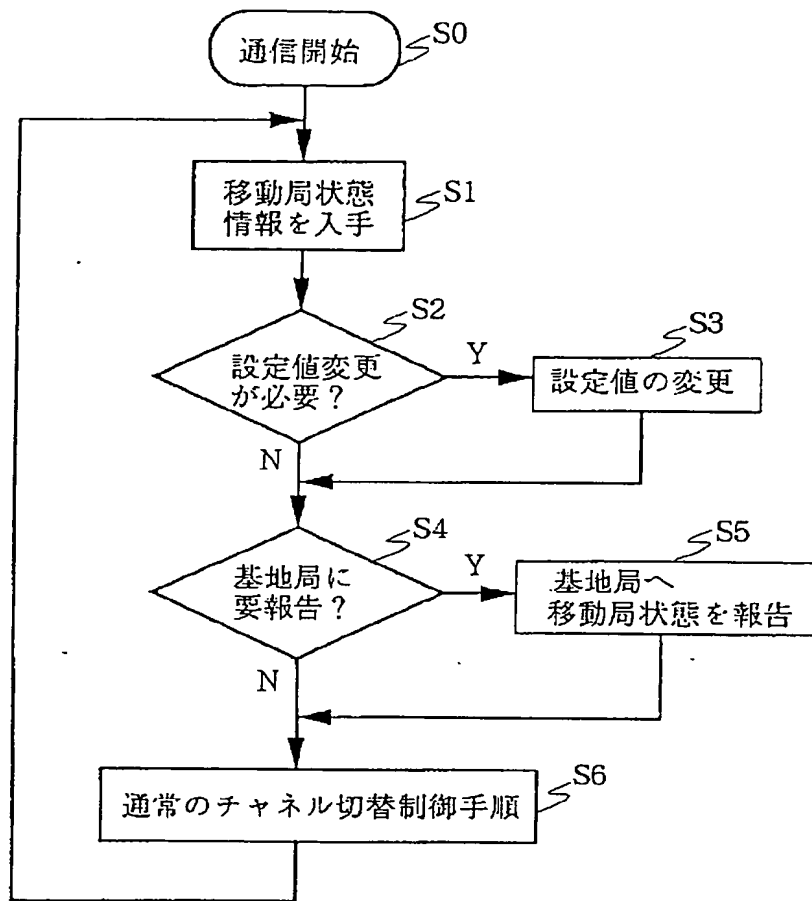 通信開始
S0
移動局状態
情報を入手
S1
設定値変更
が必要?
S2
Y
設定値の変更
S3
N
基地局に
要報告?
S4
Y
基地局へ
移動局状態を報告
S5
N
通常のチャネル切替制御手順
S6